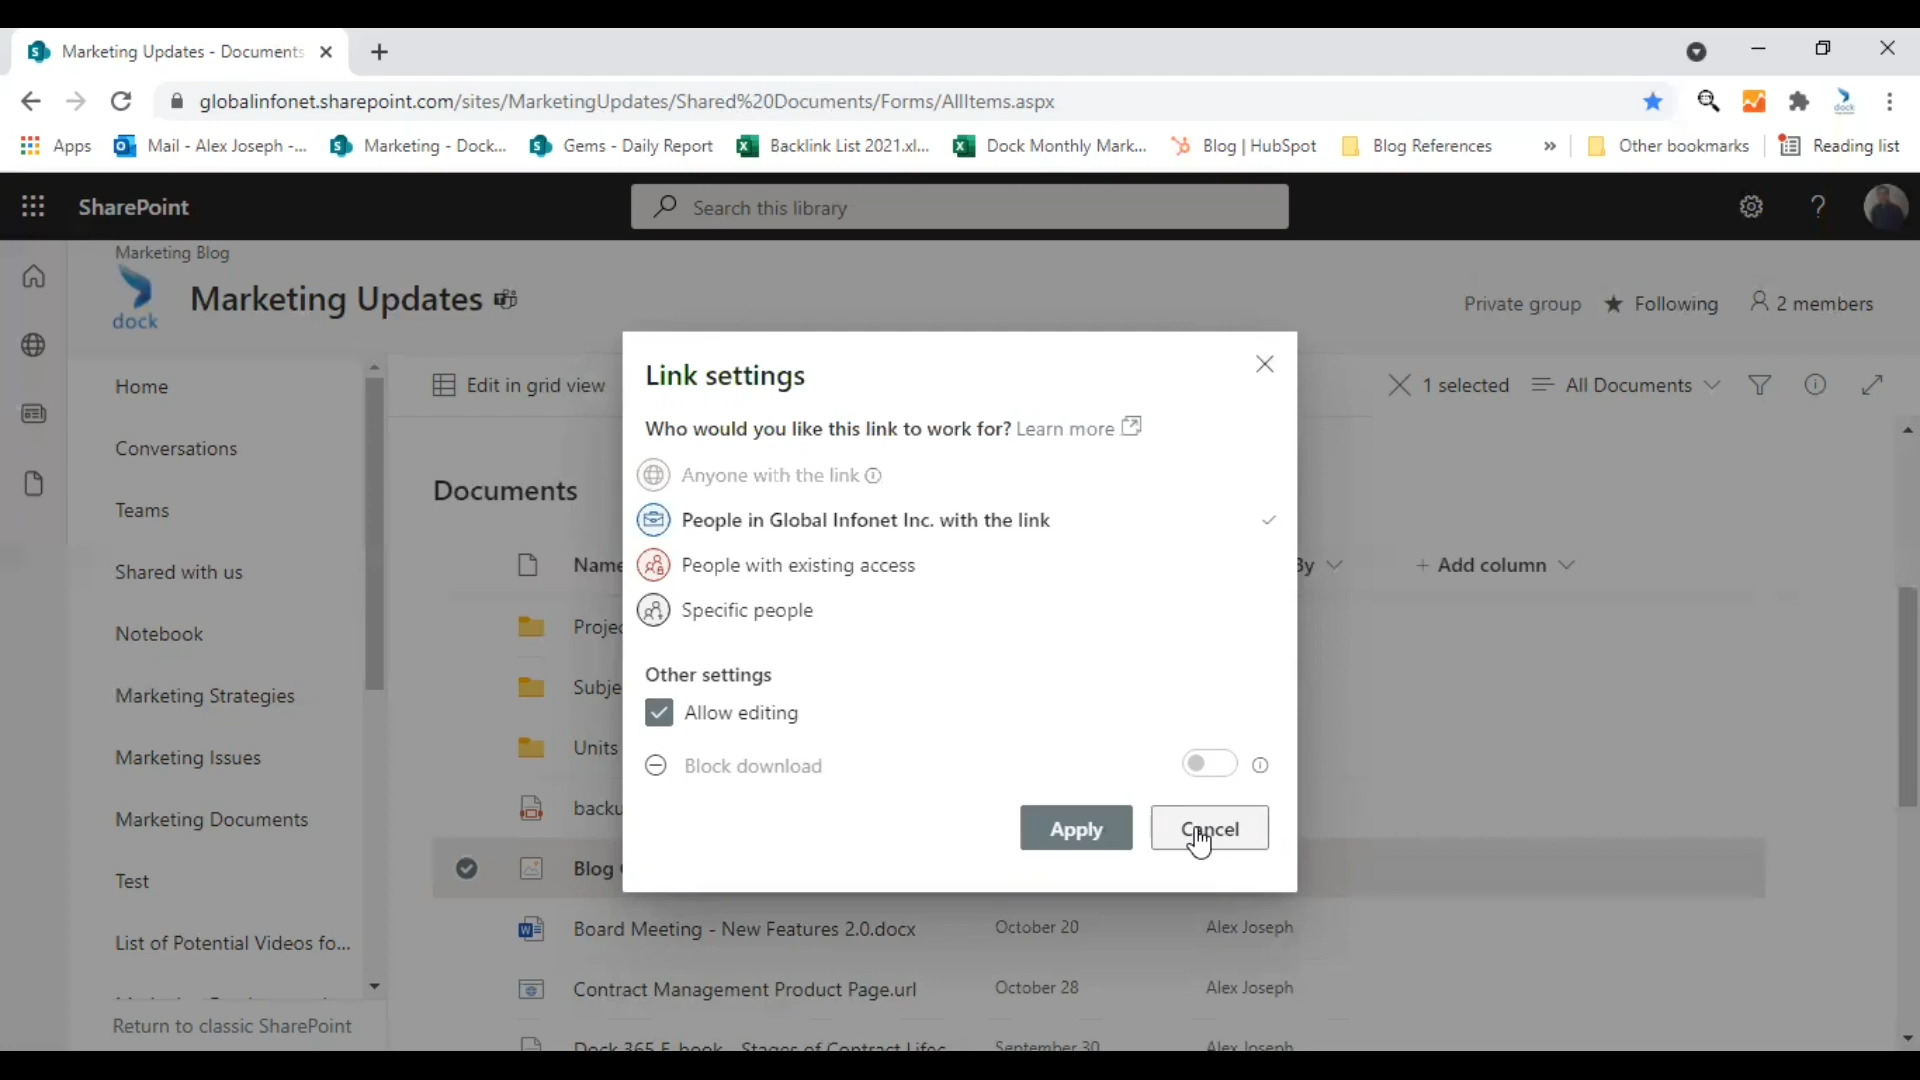 Marketing Updates - Documents
globalinfonet.sharepoint.com/sites/MarketingUpdates/Shared%20Documents/Forms/AllItems.aspx
Apps Mail - Alex Joseph -... Marketing - Dock... Gems - Daily Report Backlink List 2021.xl... Dock Monthly Mark... Blog | HubSpot Blog References » Other bookmarks Reading list
SharePoint Search this library
Marketing Blog
dock
Marketing Updates
Private group Following 2 members
Edit in grid view
1 selected All Documents
Home
Conversations
Teams
Shared with us
Notebook
Marketing Strategies
Marketing Issues
Marketing Documents
Test
List of Potential Videos fo...
Return to classic SharePoint
Documents
Name By + Add column
Projec
Subje
Units
backu
Blog
Board Meeting - New Features 2.0.docx October 20 Alex Joseph
Contract Management Product Page.url October 28 Alex Joseph
Dock 365 E-book - Stages of Contract Lifec September 30 Alex Joseph
Link settings
Who would you like this link to work for? Learn more
Anyone with the link
People in Global Infonet Inc. with the link
People with existing access
Specific people
Other settings
Allow editing
Block download
Apply Cancel